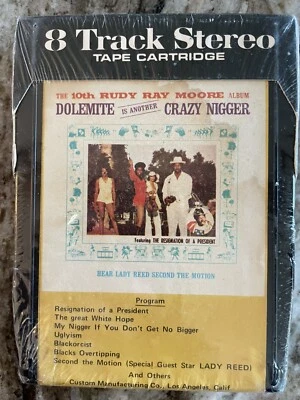 8 Track Stereo
TAPE CARTRIDGE
THE 10th RUDY RAY MOORE ALBUM
DOLEMITE IS ANOTHER CRAZY NIGGER
Featuring THE RESIGNATION OF A PRESIDENT
BEAR LADY REED SECOND THE MOTION
Program
Resignation of a President
The great White Hope
My Nigger If You Don't Get No Bigger
Uglyism
Blackorcist
Blacks Overtipping
Second the Motion (Special Guest Star LADY REED)
And Others
Custom Manufacturing Co., Los Angeles, Calif